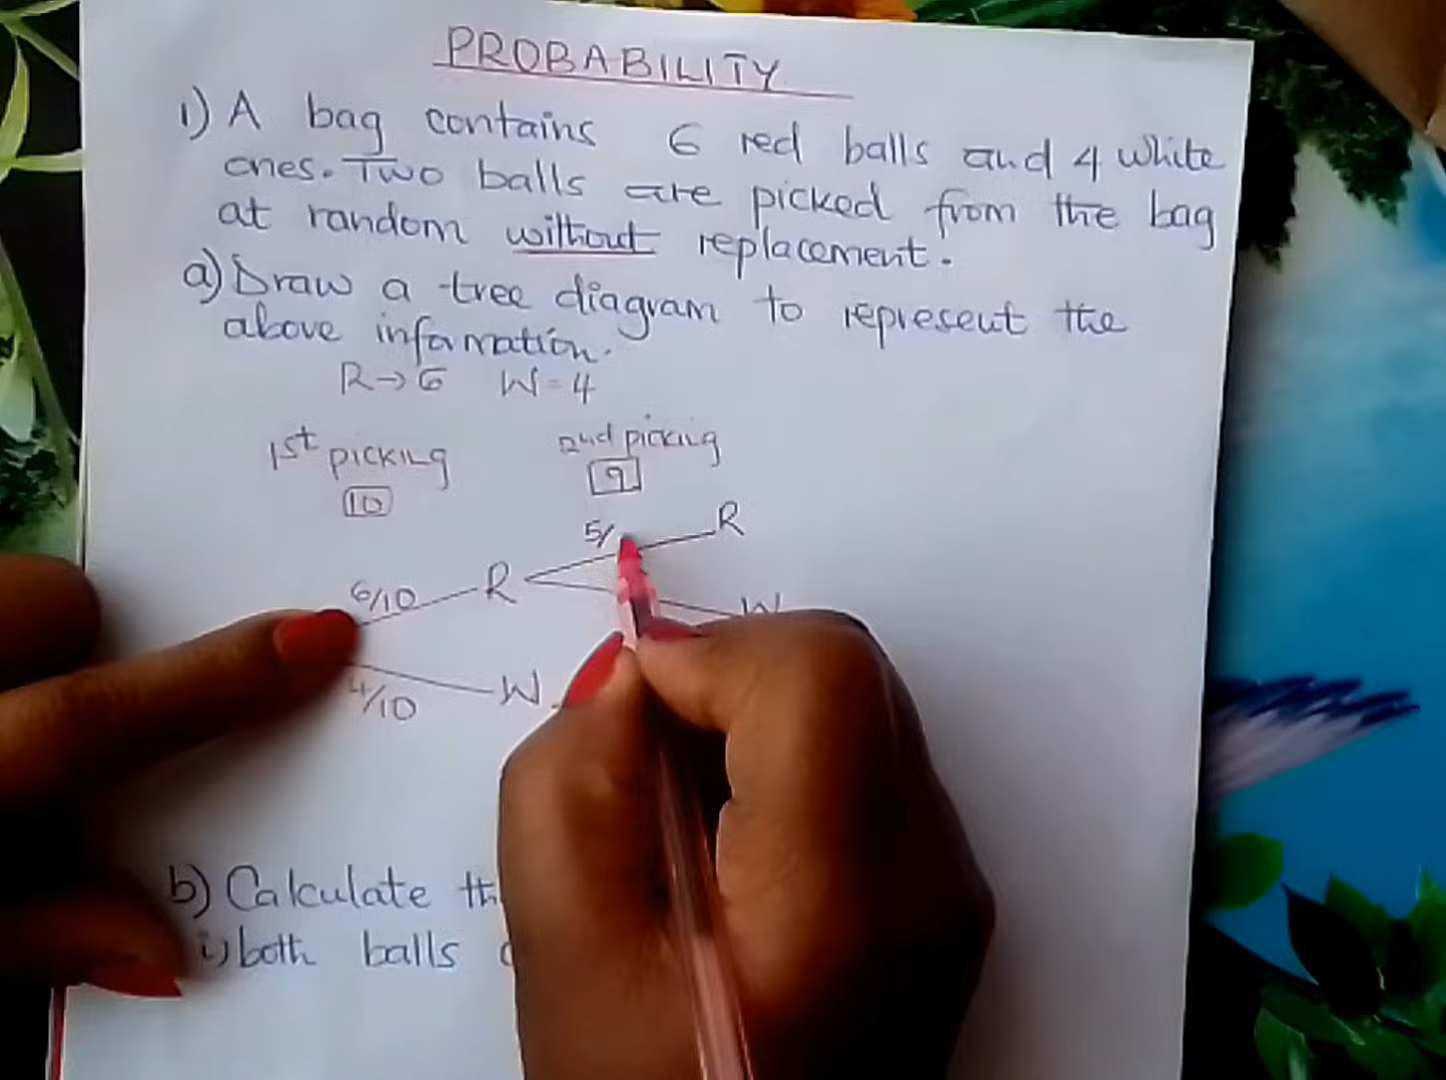 PROBABILITY
1) A bag contains 6 red balls and 4 white
ones. Two balls are picked from the bag
at random without replacement.
a) Draw a tree diagram to represent the
above infamation.
R→6 W=4
1st picking 2nd picking
10 9
5/ R
6/10 R
W
4/10 W
b) Calculate th
i) both balls